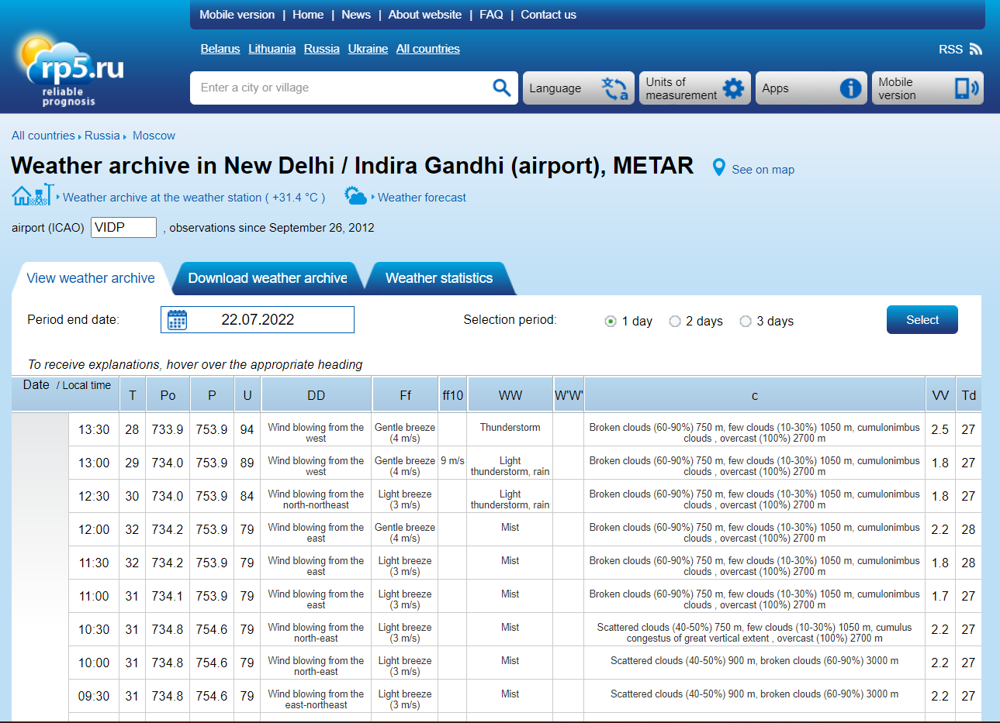 Mobile version | Home | News | About website | FAQ | Contact us
Belarus Lithuania Russia Ukraine All countries
RSS
rp5.ru
reliable
prognosis
Enter a city or village
Language
Units of
measurement
Apps
Mobile
version
All countries Russia Moscow
Weather archive in New Delhi / Indira Gandhi (airport), METAR
See on map
Weather archive at the weather station ( +31.4 °C )
Weather forecast
airport (ICAO) VIDP , observations since September 26, 2012
View weather archive
Download weather archive
Weather statistics
Period end date: 22.07.2022 Selection period: 1 day 2 days 3 days Select
To receive explanations, hover over the appropriate heading
Date / Local time T Po P U DD Ff ff10 WW W'W' c VV Td
13:30 28 733.9 753.9 94 Wind blowing from the west Gentle breeze (4 m/s) Thunderstorm Broken clouds (60-90%) 750 m, few clouds (10-30%) 1050 m, cumulonimbus clouds , overcast (100%) 2700 m 2.5 27
13:00 29 734.0 753.9 89 Wind blowing from the west Gentle breeze (4 m/s) 9 m/s Light thunderstorm, rain Broken clouds (60-90%) 750 m, few clouds (10-30%) 1050 m, cumulonimbus clouds , overcast (100%) 2700 m 1.8 27
12:30 30 734.0 753.9 84 Wind blowing from the north-northeast Light breeze (3 m/s) Light thunderstorm, rain Broken clouds (60-90%) 750 m, few clouds (10-30%) 1050 m, cumulonimbus clouds , overcast (100%) 2700 m 1.8 27
12:00 32 734.2 753.9 79 Wind blowing from the east Gentle breeze (4 m/s) Mist Broken clouds (60-90%) 750 m, few clouds (10-30%) 1050 m, cumulonimbus clouds , overcast (100%) 2700 m 2.2 28
11:30 32 734.2 753.9 79 Wind blowing from the east Light breeze (3 m/s) Mist Broken clouds (60-90%) 750 m, few clouds (10-30%) 1050 m, cumulonimbus clouds , overcast (100%) 2700 m 1.8 28
11:00 31 734.1 753.9 79 Wind blowing from the east Light breeze (3 m/s) Mist Broken clouds (60-90%) 750 m, few clouds (10-30%) 1050 m, cumulonimbus clouds , overcast (100%) 2700 m 1.7 27
10:30 31 734.8 754.6 79 Wind blowing from the north-east Light breeze (3 m/s) Mist Scattered clouds (40-50%) 750 m, few clouds (10-30%) 1050 m, cumulus congestus of great vertical extent , overcast (100%) 2700 m 2.2 27
10:00 31 734.8 754.6 79 Wind blowing from the north-east Light breeze (3 m/s) Mist Scattered clouds (40-50%) 900 m, broken clouds (60-90%) 3000 m 2.2 27
09:30 31 734.8 754.6 79 Wind blowing from the east-northeast Light breeze (3 m/s) Mist Scattered clouds (40-50%) 900 m, broken clouds (60-90%) 3000 m 2.2 27